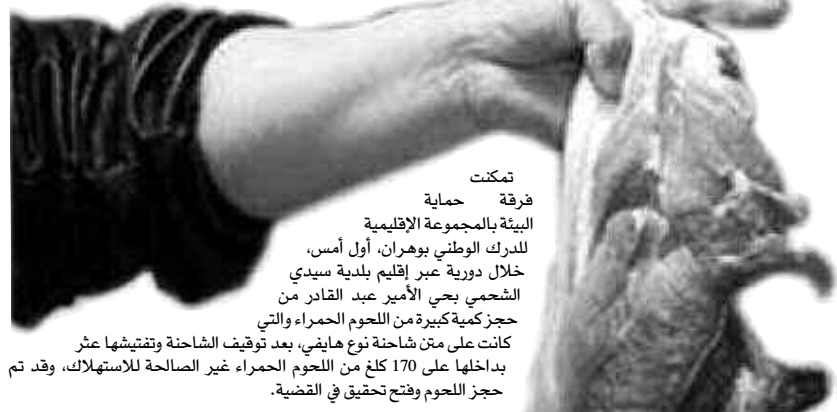 تمكنت
فرقة حماية
البيئة بالمجموعة الإقليمية
للدرك الوطني بوهران، أول أمس،
خلال دورية عبر إقليم بلدية سيدي
الشحمي بحي الأمير عبد القادر من
حجز كمية كبيرة من اللحوم الحمراء والتي
كانت على متن شاحنة نوع هايفي، بعد توقيف الشاحنة وتفتيشها عثر
بداخلها على 170 كلغ من اللحوم الحمراء غير الصالحة للاستهلاك، وقد تم
حجز اللحوم وفتح تحقيق في القضية.